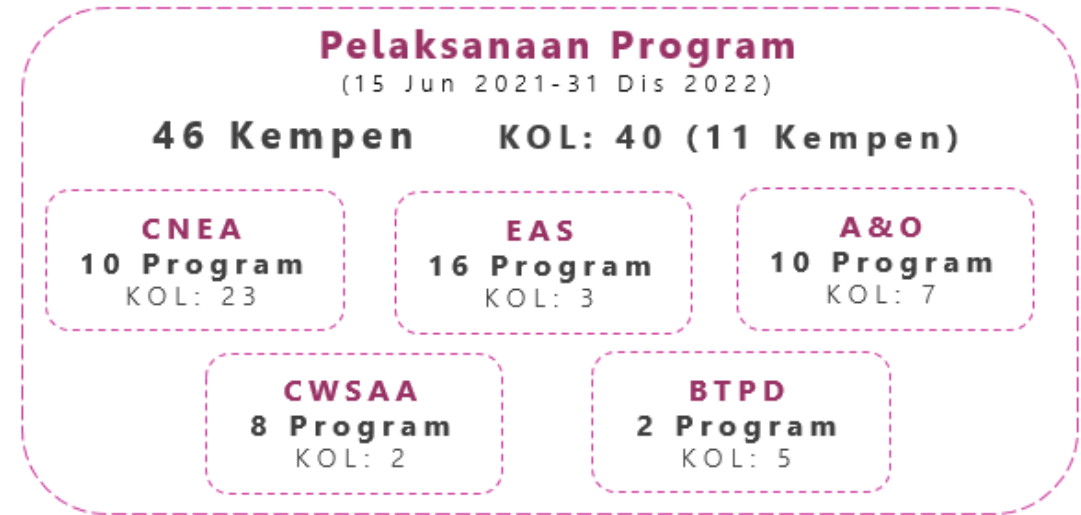 Pelaksanaan Program
(15 Jun 2021-31 Dis 2022)
46 Kempen
KOL: 40 (11 Kempen)
CNEA
10 Program
KOL: 23
EAS
16 Program
KOL: 3
A&O
10 Program
KOL: 7
CWSAA
8 Program
KOL: 2
BTPD
2 Program
KOL: 5